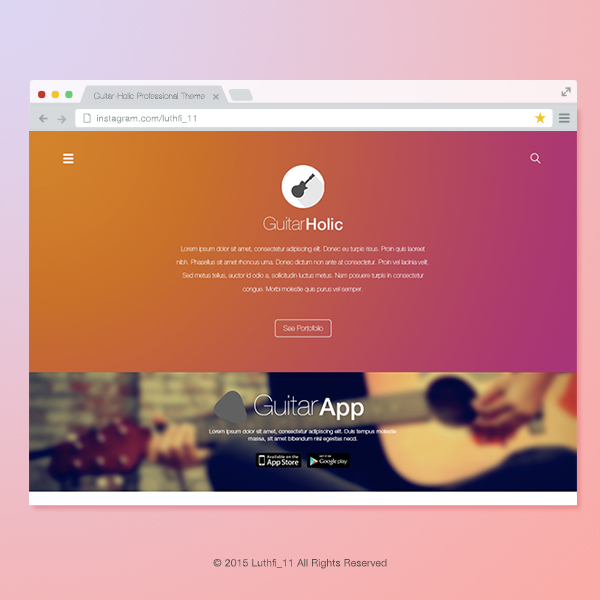 Guitar-Holic Professional Theme
instagram.com/luthfi_11
GuitarHolic
Lorem ipsum dolor sit amet, consectetur adipiscing elit. Donec eu turpis risus. Proin quis laoreet
nibh. Phasellus sit amet rhoncus urna. Donec dictum non ante at consectetur. Proin vel lacinia velit.
Sed metus tellus, auctor id odio a, sollicitudin luctus metus. Nam posuere turpis in consectetur
congue. Morbi molestie quis purus vel semper.
See Portofolio
GuitarApp
Lorem ipsum dolor sit amet, consectetur adipiscing elit. Duis tempus molestie
massa, sit amet bibendum nisl egestas necd.
Available on the
App Store
GET IT ON
Google play
© 2015 Luthfi_11 All Rights Reserved